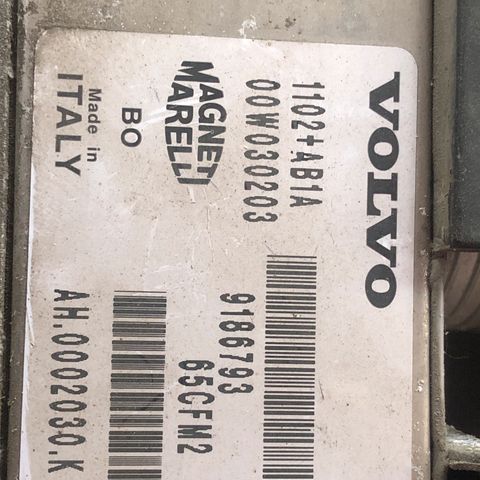 VOLVO
1102+AB1A
00W030203
MAGNETI
MARELLI
BO
Made in
ITALY
9186793
65CFM2
AH.0002030.K